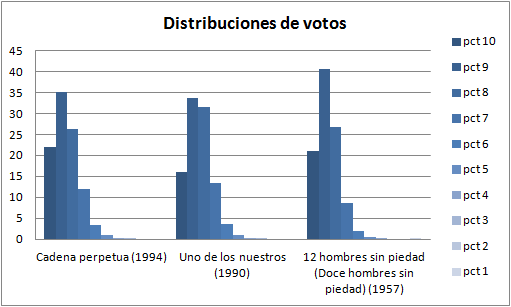 Distribuciones de votos
45
40
35
30
25
20
15
10
5
0
Cadena perpetua (1994)
Uno de los nuestros
(1990)
12 hombres sin piedad
(Doce hombres sin
piedad) (1957)
pct 10
pct 9
pct 8
pct 7
pct 6
pct 5
pct 4
pct 3
pct 2
pct 1